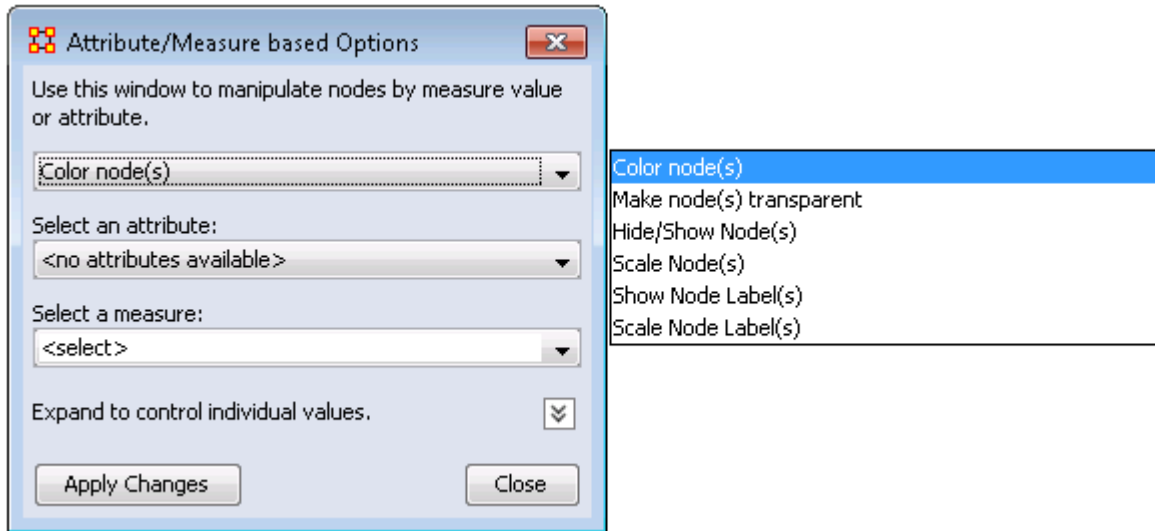 Attribute/Measure based Options
Use this window to manipulate nodes by measure value
or attribute.
Color node(s)
Select an attribute:
<no attributes available>
Select a measure:
<select>
Expand to control individual values.
Apply Changes
Close
Color node(s)
Make node(s) transparent
Hide/Show Node(s)
Scale Node(s)
Show Node Label(s)
Scale Node Label(s)